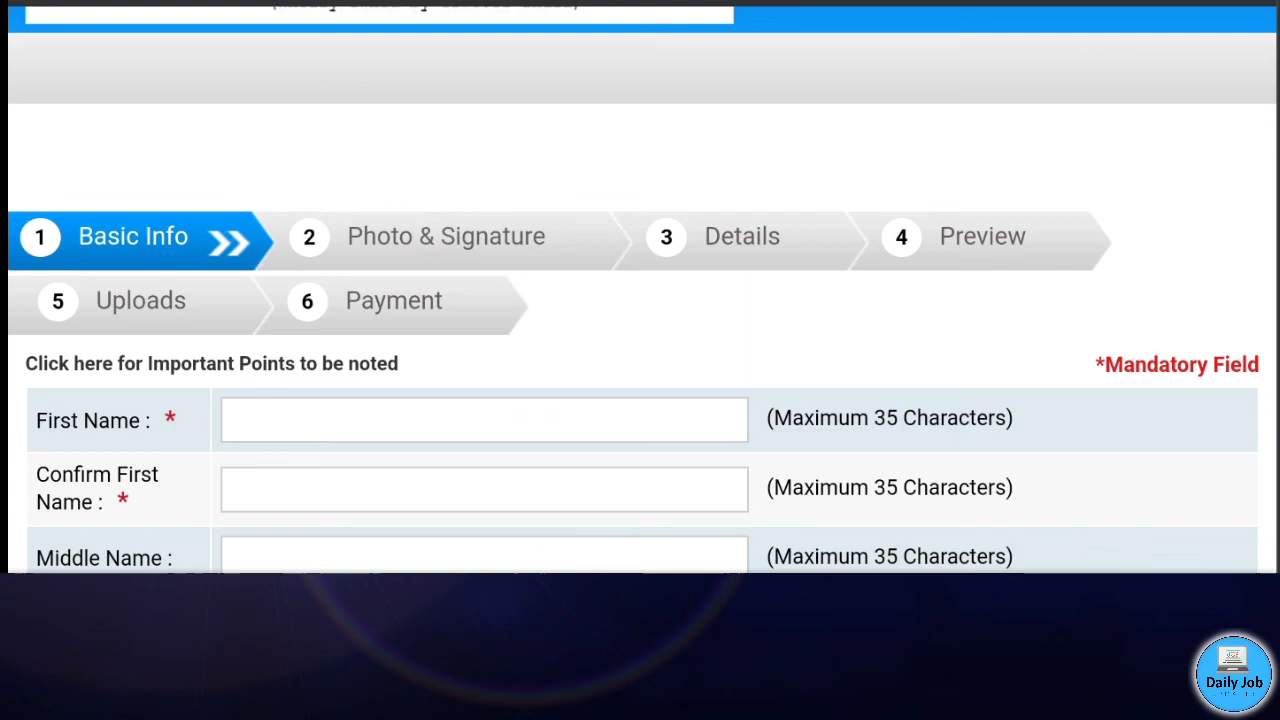 1 Basic Info 2 Photo & Signature 3 Details 4 Preview
5 Uploads 6 Payment
Click here for Important Points to be noted *Mandatory Field
First Name : * (Maximum 35 Characters)
Confirm First
Name : * (Maximum 35 Characters)
Middle Name : (Maximum 35 Characters)
Daily Job